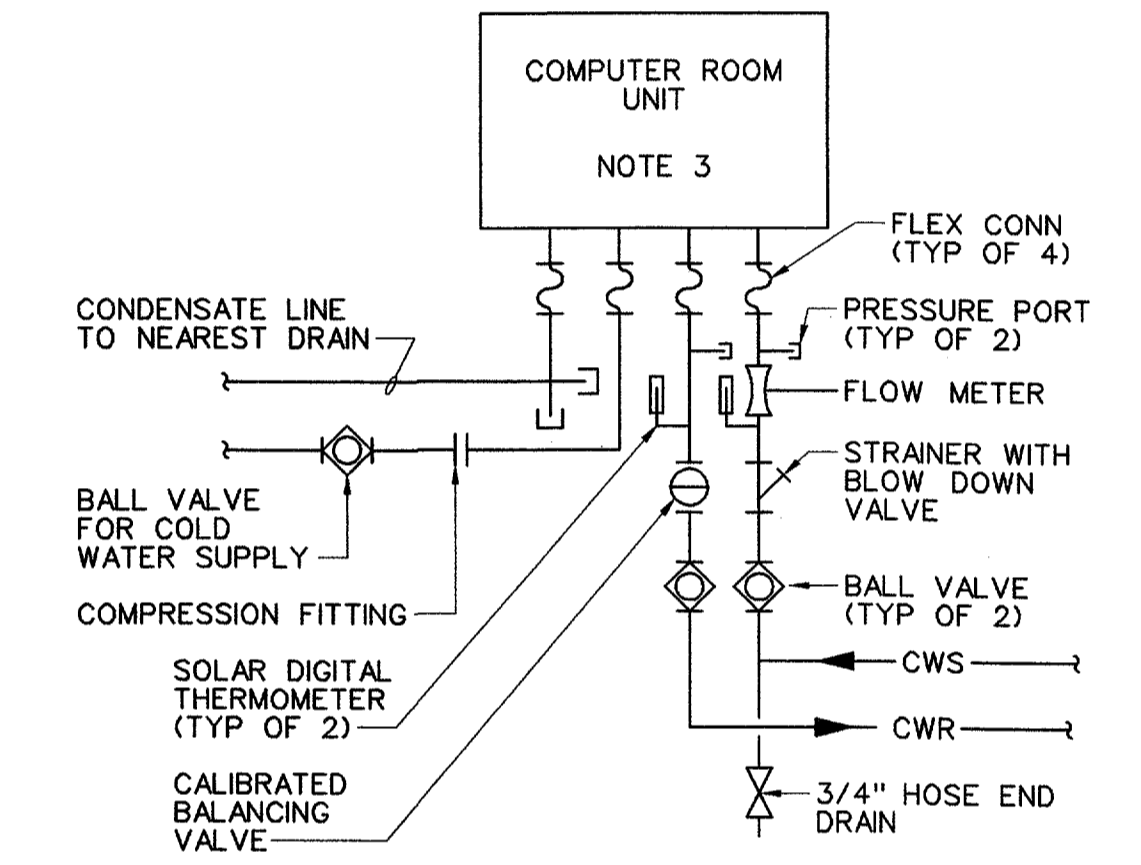 COMPUTER ROOM
UNIT
NOTE 3
FLEX CONN
(TYP OF 4)
CONDENSATE LINE
TO NEAREST DRAIN
PRESSURE PORT
(TYP OF 2)
FLOW METER
STRAINER WITH
BLOW DOWN
VALVE
BALL VALVE
FOR COLD
WATER SUPPLY
BALL VALVE
(TYP OF 2)
COMPRESSION FITTING
SOLAR DIGITAL
THERMOMETER
(TYP OF 2)
CWS
CWR
CALIBRATED
BALANCING
VALVE
3/4" HOSE END
DRAIN